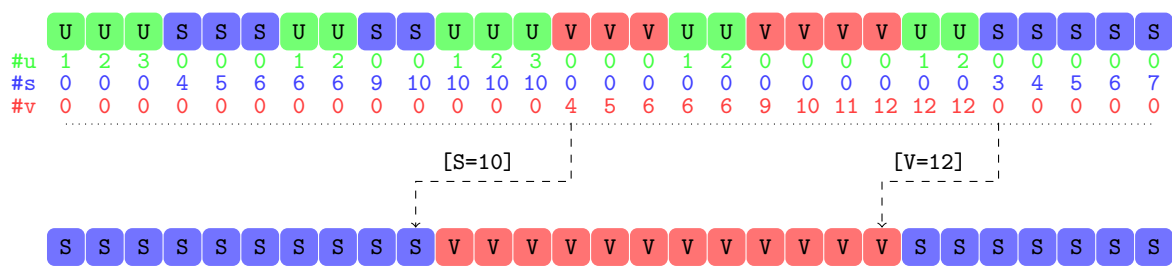 U U U S S S U U S S U U U V V V U U V V V V U U S S S S S
#u 1 2 3 0 0 0 1 2 0 0 1 2 3 0 0 0 1 2 0 0 0 0 1 2 0 0 0 0 0
#s 0 0 0 4 5 6 6 6 9 10 10 10 10 0 0 0 0 0 0 0 0 0 0 0 3 4 5 6 7
#v 0 0 0 0 0 0 0 0 0 0 0 0 0 4 5 6 6 6 9 10 11 12 12 12 0 0 0 0 0
[S=10] [V=12]
S S S S S S S S S S V V V V V V V V V V V V S S S S S S S